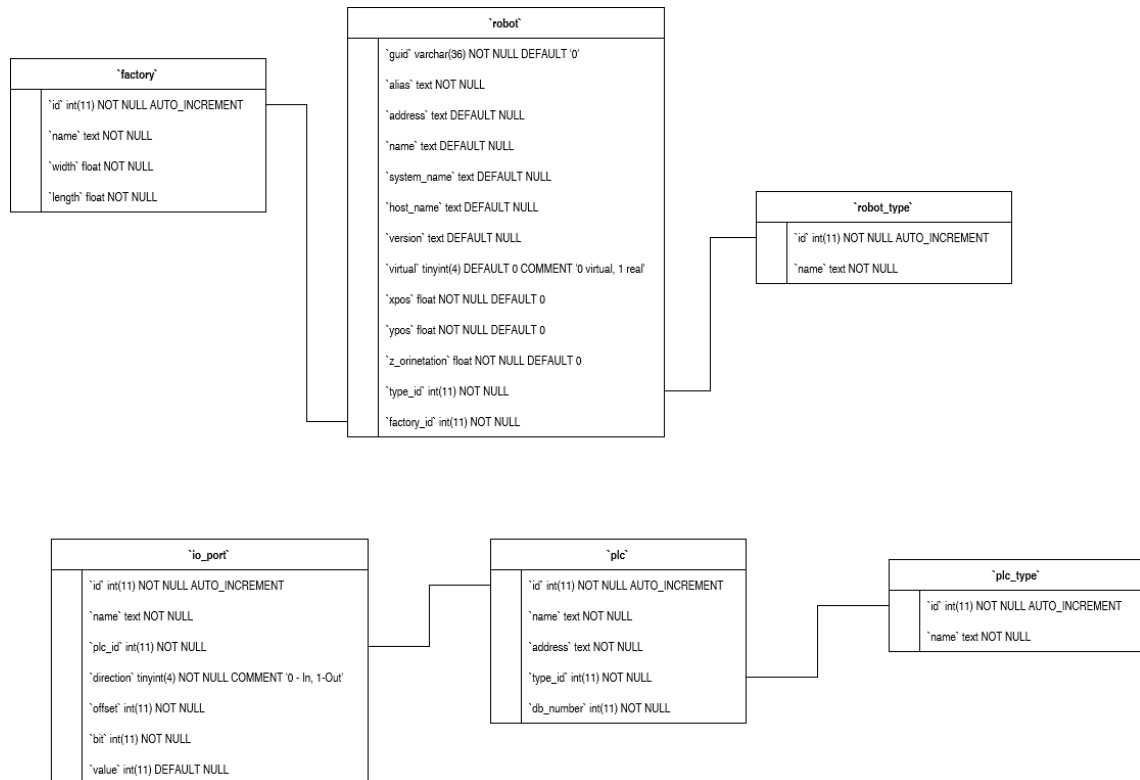 `robot`
`guid` varchar(36) NOT NULL DEFAULT '0'
`alias` text NOT NULL
`address` text DEFAULT NULL
`name` text DEFAULT NULL
`system_name` text DEFAULT NULL
`host_name` text DEFAULT NULL
`version` text DEFAULT NULL
`virtual` tinyint(4) DEFAULT 0 COMMENT '0 virtual, 1 real'
`xpos` float NOT NULL DEFAULT 0
`ypos` float NOT NULL DEFAULT 0
`z_orinetation` float NOT NULL DEFAULT 0
`type_id` int(11) NOT NULL
`factory_id` int(11) NOT NULL
`factory`
`id` int(11) NOT NULL AUTO_INCREMENT
`name` text NOT NULL
`width` float NOT NULL
`length` float NOT NULL
`robot_type`
`id` int(11) NOT NULL AUTO_INCREMENT
`name` text NOT NULL
`io_port`
`id` int(11) NOT NULL AUTO_INCREMENT
`name` text NOT NULL
`plc_id` int(11) NOT NULL
`direction` tinyint(4) NOT NULL COMMENT '0 - In, 1-Out'
`offset` int(11) NOT NULL
`bit` int(11) NOT NULL
`value` int(11) DEFAULT NULL
`plc`
`id` int(11) NOT NULL AUTO_INCREMENT
`name` text NOT NULL
`address` text NOT NULL
`type_id` int(11) NOT NULL
`db_number` int(11) NOT NULL
`plc_type`
`id` int(11) NOT NULL AUTO_INCREMENT
`name` text NOT NULL